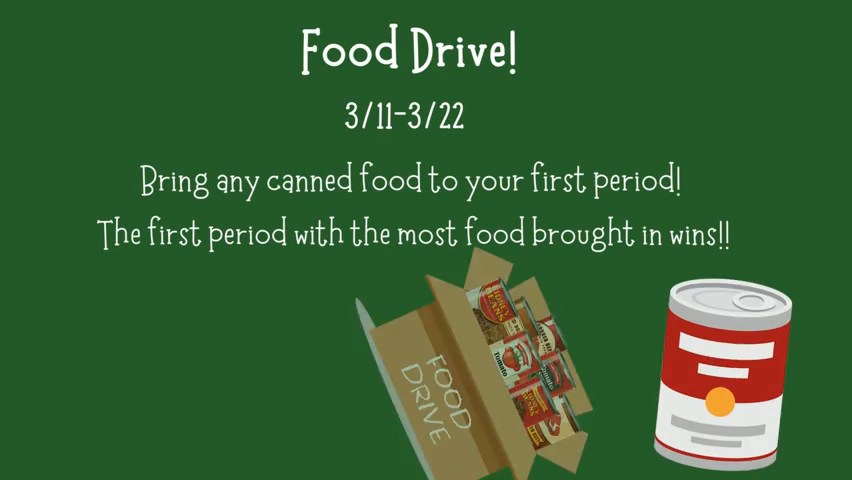 Food Drive!
3/11-3/22
Bring any canned food to your first period!
The first period with the most food brought in wins!!
FOOD
DRIVE
Tomato